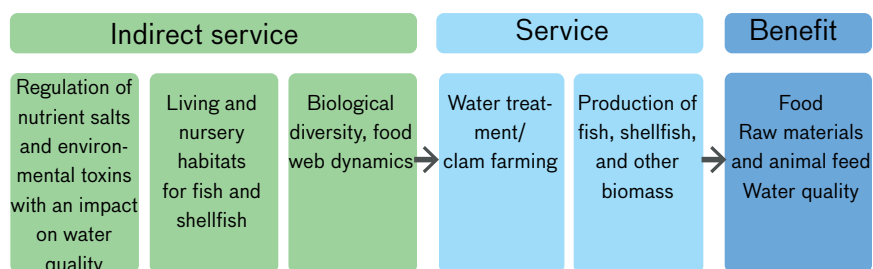 Indirect service
Service
Benefit
Regulation of
nutrient salts
and environ-
mental toxins
with an impact
on water
quality
Living and
nursery
habitats
for fish and
shellfish
Biological
diversity, food
web dynamics
Water treat-
ment/
clam farming
Production of
fish, shellfish,
and other
biomass
Food
Raw materials
and animal feed
Water quality